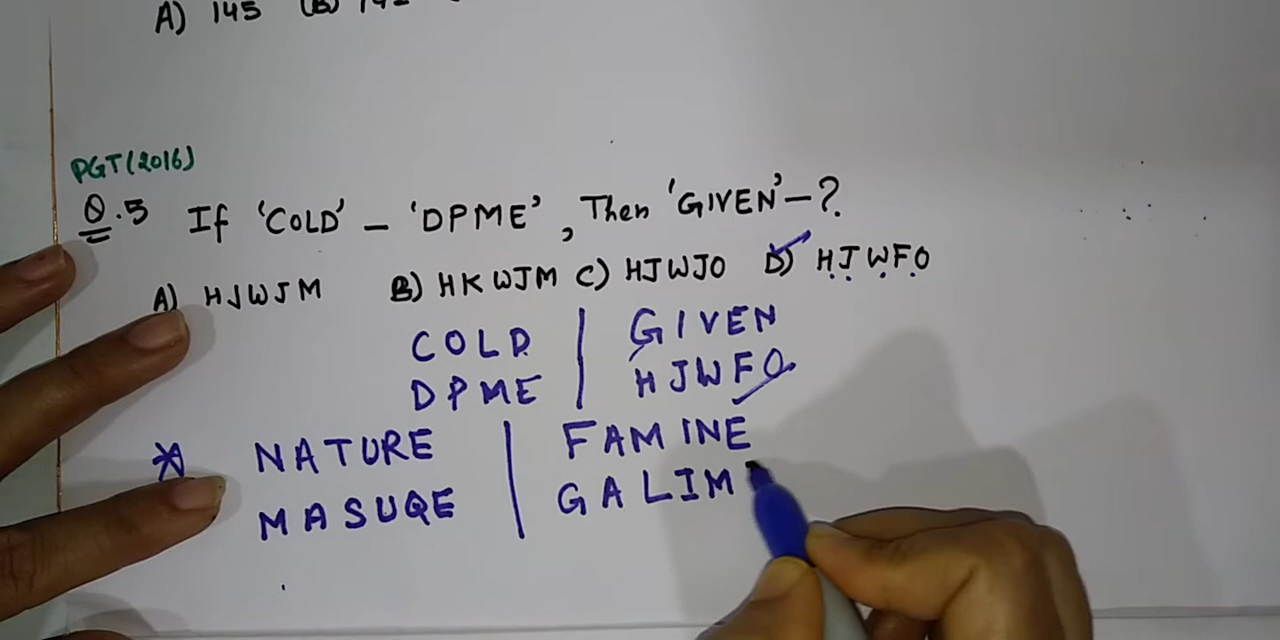 A) 145 (B)
PGT(2016)
Q.5 If 'COLD' – 'DPME', Then 'GIVEN' – ?
A) HJWJM B) HKWJM C) HJWJO D) HJWFO
COLD | GIVEN
DPME | HJWFO
NATURE | FAMINE
MASUQE | GALIM